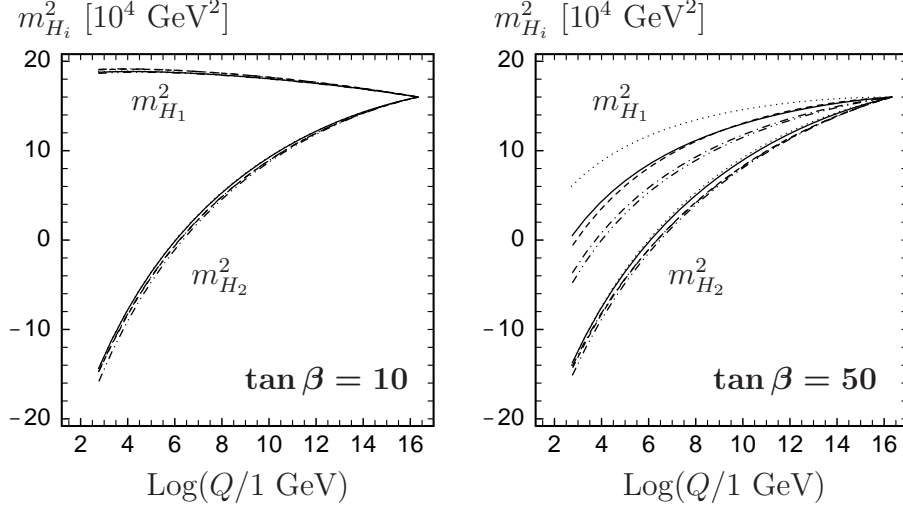 m²_{H_i} [10⁴ GeV²]
20
10
0
−10
−20
m²_{H_1}
m²_{H_2}
tan β = 10
2 4 6 8 10 12 14 16
Log(Q/1 GeV)
m²_{H_i} [10⁴ GeV²]
20
10
0
−10
−20
m²_{H_1}
m²_{H_2}
tan β = 50
2 4 6 8 10 12 14 16
Log(Q/1 GeV)